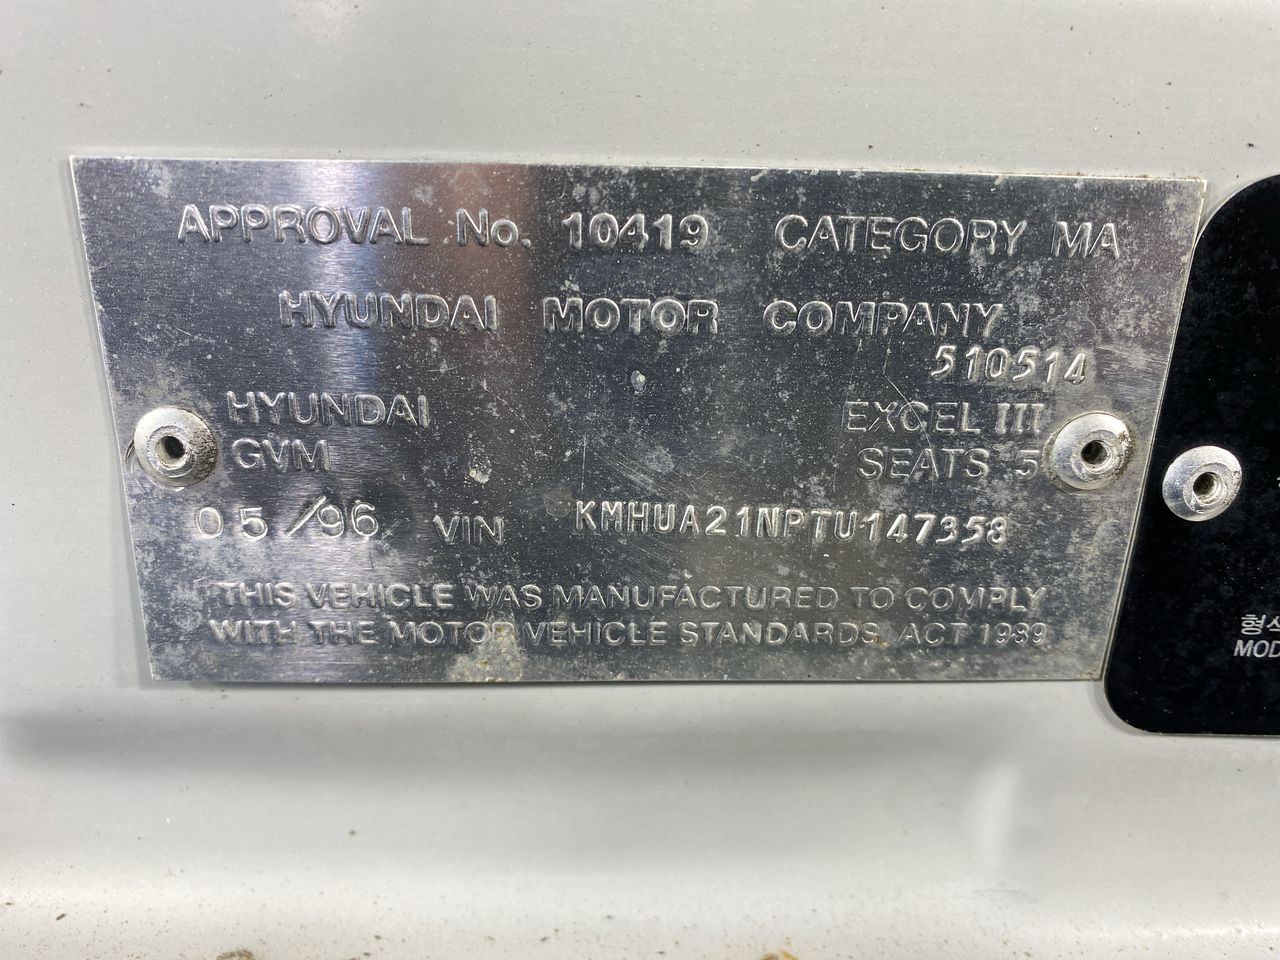 APPROVAL No. 10419 CATEGORY MA
HYUNDAI MOTOR COMPANY
510514
HYUNDAI EXCEL III
GVM SEATS 5
05/96 VIN KMHUA21NPTU147358
THIS VEHICLE WAS MANUFACTURED TO COMPLY
WITH THE MOTOR VEHICLE STANDARDS ACT 1989